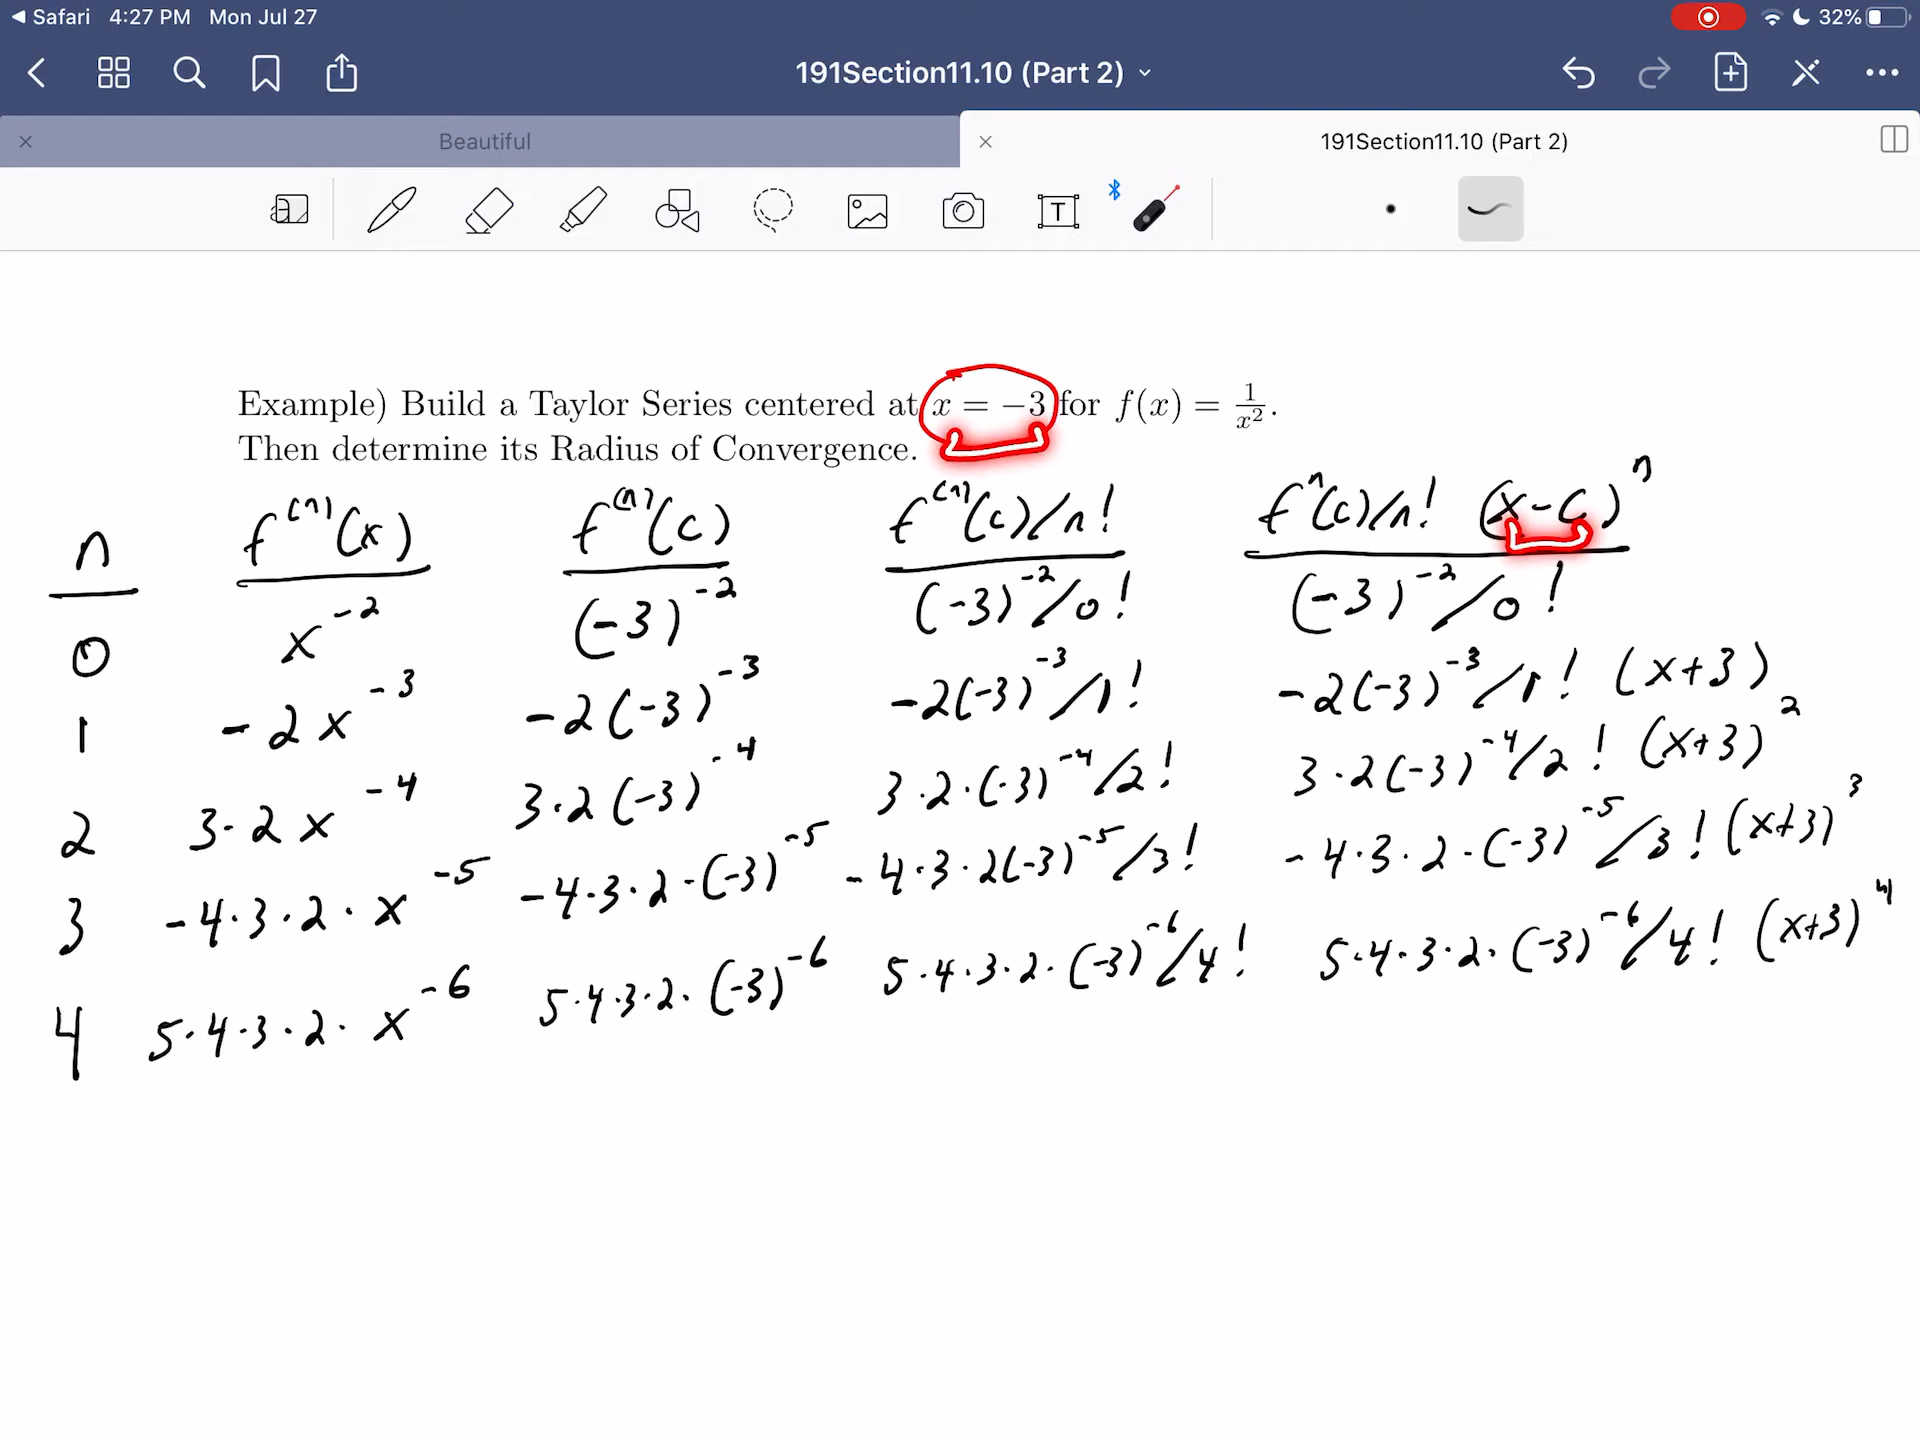 Safari 4:27 PM Mon Jul 27 32%
191Section11.10 (Part 2)
Beautiful 191Section11.10 (Part 2)
a T
Example) Build a Taylor Series centered at x = −3 for f(x) = 1/x².
Then determine its Radius of Convergence.
n f⁽ⁿ⁾(x) f⁽ⁿ⁾(c) f⁽ⁿ⁾(c)/n! fⁿ(c)/n! (x-c)ⁿ
0 x⁻² (-3)⁻² (-3)⁻²/0! (-3)⁻²/0!
1 -2x⁻³ -2(-3)⁻³ -2(-3)⁻³/1! -2(-3)⁻³/1! (x+3)
2 3·2x⁻⁴ 3·2(-3)⁻⁴ 3·2·(-3)⁻⁴/2! 3·2(-3)⁻⁴/2! (x+3)²
3 -4·3·2·x⁻⁵ -4·3·2·(-3)⁻⁵ -4·3·2(-3)⁻⁵/3! -4·3·2·(-3)⁻⁵/3! (x+3)³
4 5·4·3·2·x⁻⁶ 5·4·3·2·(-3)⁻⁶ 5·4·3·2·(-3)⁻⁶/4! 5·4·3·2·(-3)⁻⁶/4! (x+3)⁴